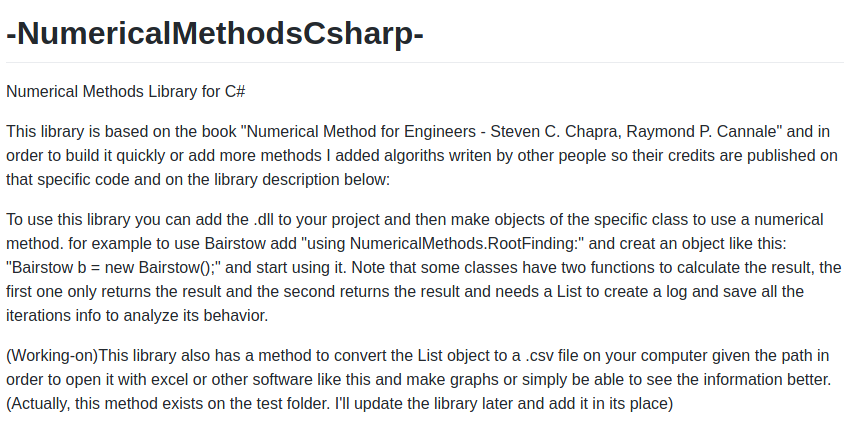 -NumericalMethodsCsharp-
Numerical Methods Library for C#
This library is based on the book "Numerical Method for Engineers - Steven C. Chapra, Raymond P. Cannale" and in
order to build it quickly or add more methods I added algoriths writen by other people so their credits are published on
that specific code and on the library description below:
To use this library you can add the .dll to your project and then make objects of the specific class to use a numerical
method. for example to use Bairstow add "using NumericalMethods.RootFinding:" and creat an object like this:
"Bairstow b = new Bairstow();" and start using it. Note that some classes have two functions to calculate the result, the
first one only returns the result and the second returns the result and needs a List to create a log and save all the
iterations info to analyze its behavior.
(Working-on)This library also has a method to convert the List object to a .csv file on your computer given the path in
order to open it with excel or other software like this and make graphs or simply be able to see the information better.
(Actually, this method exists on the test folder. I'll update the library later and add it in its place)